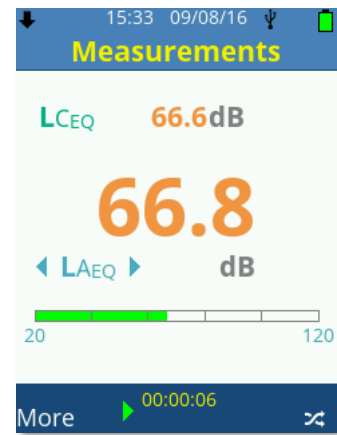 15:33 09/08/16
Measurements
LCEQ 66.6dB
66.8
LAEQ dB
20 120
More 00:00:06